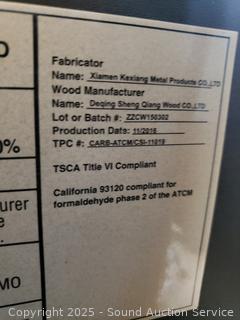 D
0%
urer
e
MO
Fabricator
Name: Xiamen Kexiang Metal Products CO.,LTD
Wood Manufacturer
Name: Deqing Sheng Qiang Wood CO.,LTD
Lot or Batch #: ZZCW150302
Production Date: 11/2018
TPC #: CARB-ATCM/CSI-11019
TSCA Title VI Compliant
California 93120 compliant for
formaldehyde phase 2 of the ATCM
Copyright 2025 - Sound Auction Service